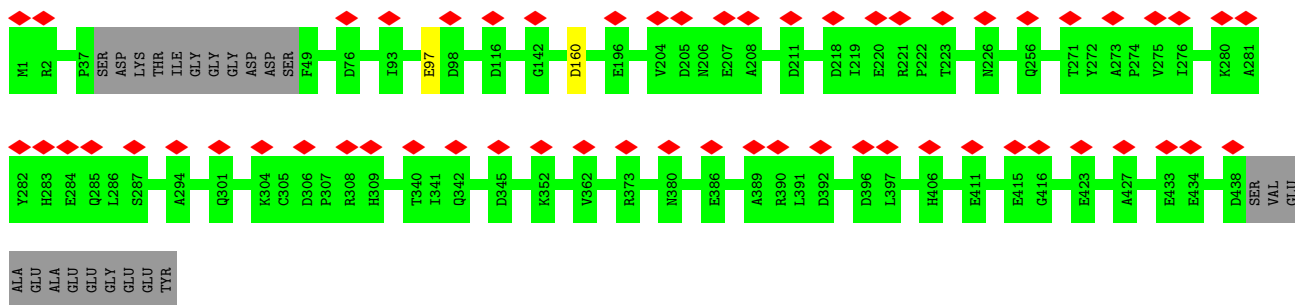 M1 R2 P37 SER ASP LYS THR ILE GLY GLY GLY ASP ASP SER F49 D76 I93 E97 D98 D116 G142 D160 E196 V204 D205 N206 E207 A208 D211 D218 I219 E220 R221 P222 T223 N226 Q256 T271 Y272 A273 P274 V275 I276 K280 A281
Y282 H283 E284 Q285 L286 S287 A294 Q301 K304 C305 D306 P307 R308 H309 T340 I341 Q342 D345 K352 V362 R373 N380 E386 A389 R390 L391 D392 D396 L397 H406 E411 E415 G416 E423 A427 E433 E434 D438 SER VAL GLU
ALA GLU ALA GLU GLU GLY GLU GLU TYR